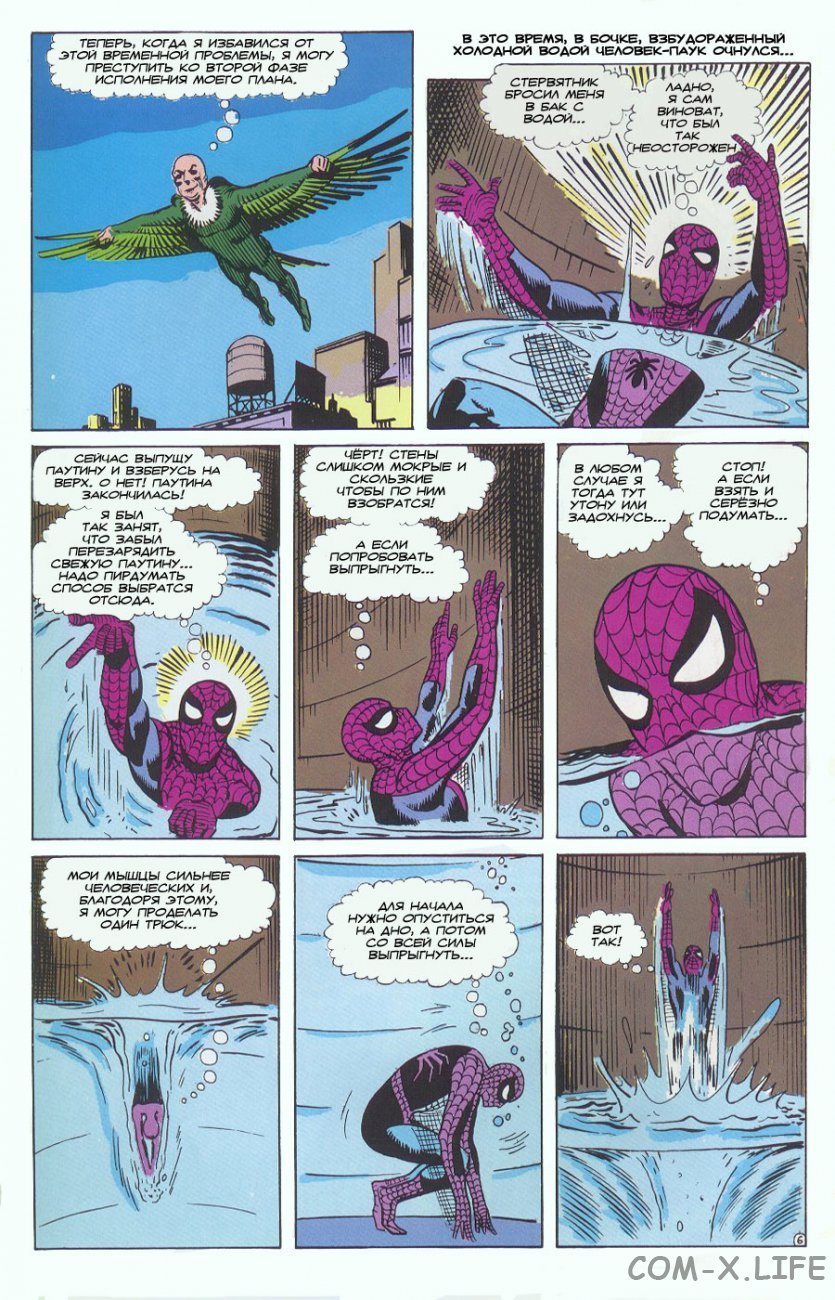 ТЕПЕРЬ, КОГДА Я ИЗБАВИЛСЯ ОТ
ЭТОЙ ВРЕМЕННОЙ ПРОБЛЕМЫ, Я МОГУ
ПРЕСТУПИТЬ КО ВТОРОЙ ФАЗЕ
ИСПОЛНЕНИЯ МОЕГО ПЛАНА.
В ЭТО ВРЕМЯ, В БОЧКЕ, ВЗБУДОРАЖЕННЫЙ
ХОЛОДНОЙ ВОДОЙ ЧЕЛОВЕК-ПАУК ОЧНУЛСЯ...
СТЕРВЯТНИК
БРОСИЛ МЕНЯ
В БАК С
ВОДОЙ...
ЛАДНО,
Я САМ
ВИНОВАТ,
ЧТО БЫЛ
ТАК
НЕОСТОРОЖЕН
СЕЙЧАС ВЫПУЩУ
ПАУТИНУ И ВЗБЕРУСЬ НА
ВЕРХ. О НЕТ! ПАУТИНА
ЗАКОНЧИЛАСЬ!
Я БЫЛ
ТАК ЗАНЯТ,
ЧТО ЗАБЫЛ
ПЕРЕЗАРЯДИТЬ
СВЕЖУЮ ПАУТИНУ...
НАДО ПИРДУМАТЬ
СПОСОБ ВЫБРАТСЯ
ОТСЮДА.
ЧЁРТ! СТЕНЫ
СЛИШКОМ МОКРЫЕ И
СКОЛЬЗКИЕ
ЧТОБЫ ПО НИМ
ВЗОБРАТСЯ!
А ЕСЛИ
ПОПРОБОВАТЬ
ВЫПРЫГНУТЬ...
В ЛЮБОМ
СЛУЧАЕ Я
ТОГДА ТУТ
УТОНУ ИЛИ
ЗАДОХНУСЬ...
СТОП!
А ЕСЛИ
ВЗЯТЬ И
СЕРЁЗНО
ПОДУМАТЬ...
МОИ МЫШЦЫ СИЛЬНЕЕ
ЧЕЛОВЕЧЕСКИХ И,
БЛАГОДОРЯ ЭТОМУ,
Я МОГУ ПРОДЕЛАТЬ
ОДИН ТРЮК...
ДЛЯ НАЧАЛА
НУЖНО ОПУСТИТЬСЯ
НА ДНО, А ПОТОМ
СО ВСЕЙ СИЛЫ
ВЫПРЫГНУТЬ...
ВОТ
ТАК!
6
COM-X.LIFE